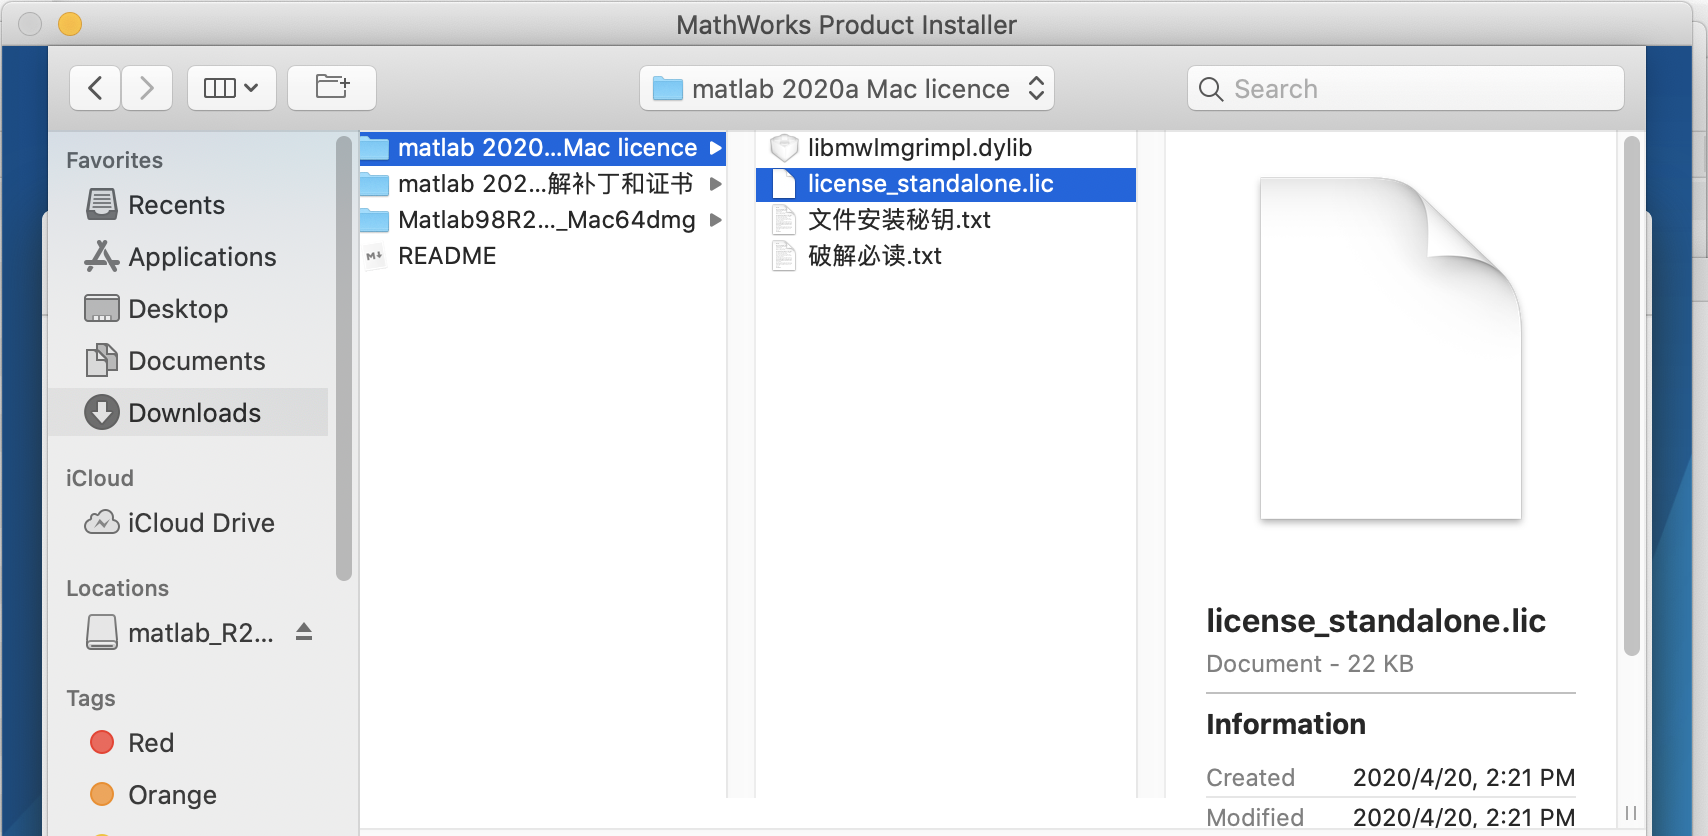 MathWorks Product Installer
matlab 2020a Mac licence
Search
Favorites
Recents
Applications
Desktop
Documents
Downloads
iCloud
iCloud Drive
Locations
matlab_R2...
Tags
Red
Orange
matlab 2020...Mac licence
matlab 202...解补丁和证书
Matlab98R2..._Mac64dmg
README
libmwlmgrimpl.dylib
license_standalone.lic
文件安装秘钥.txt
破解必读.txt
license_standalone.lic
Document - 22 KB
Information
Created 2020/4/20, 2:21 PM
Modified 2020/4/20, 2:21 PM